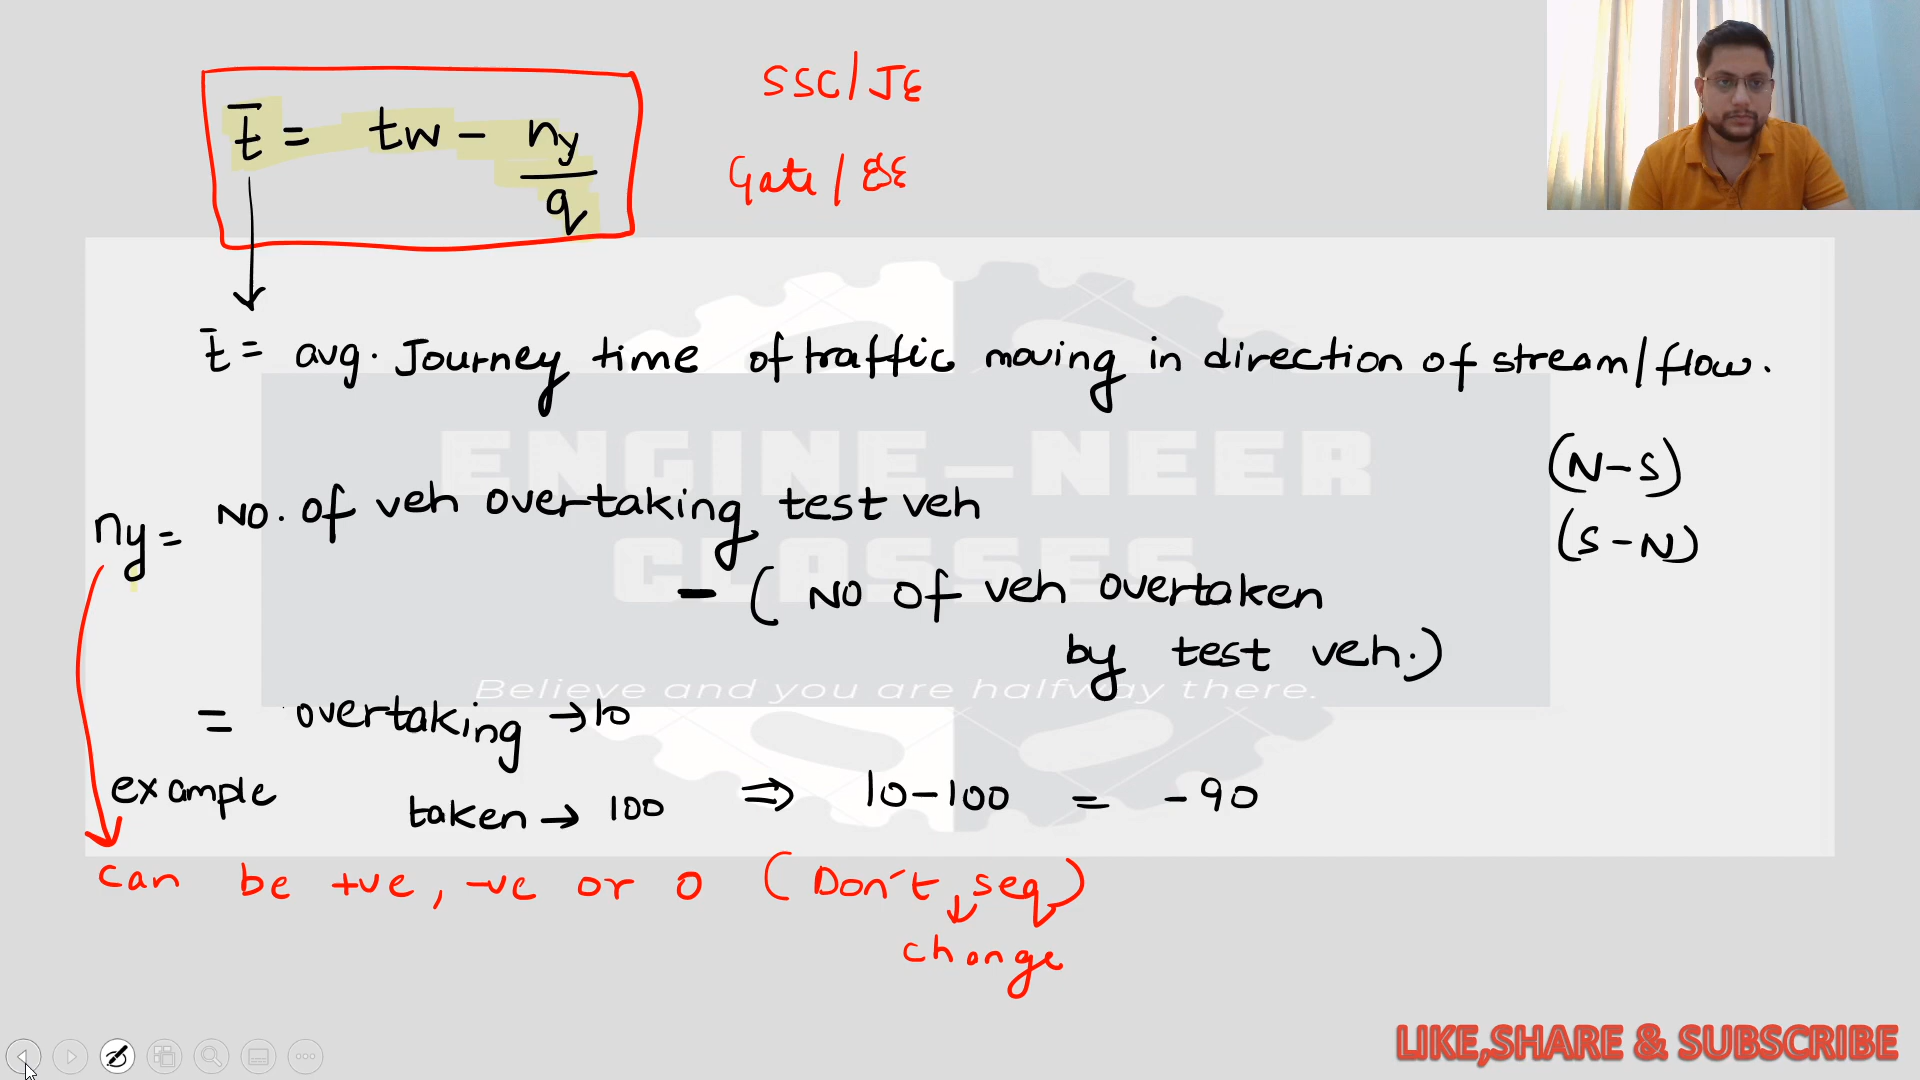 SSC/JE
t̄ = tw - ny/q
Gate/ESE
t̄ = avg. Journey time of traffic moving in direction of stream/flow.
ENGINE-NEER
(N-S)
ny = No. of veh overtaking test veh
(S-N)
CLASSES
- (No of veh overtaken
by test veh.)
Believe and you are halfway there.
= overtaking → 10
example
taken → 100 ⇒ 10-100 = -90
can be +ve, -ve or 0 (Don't seq)
change
LIKE,SHARE & SUBSCRIBE